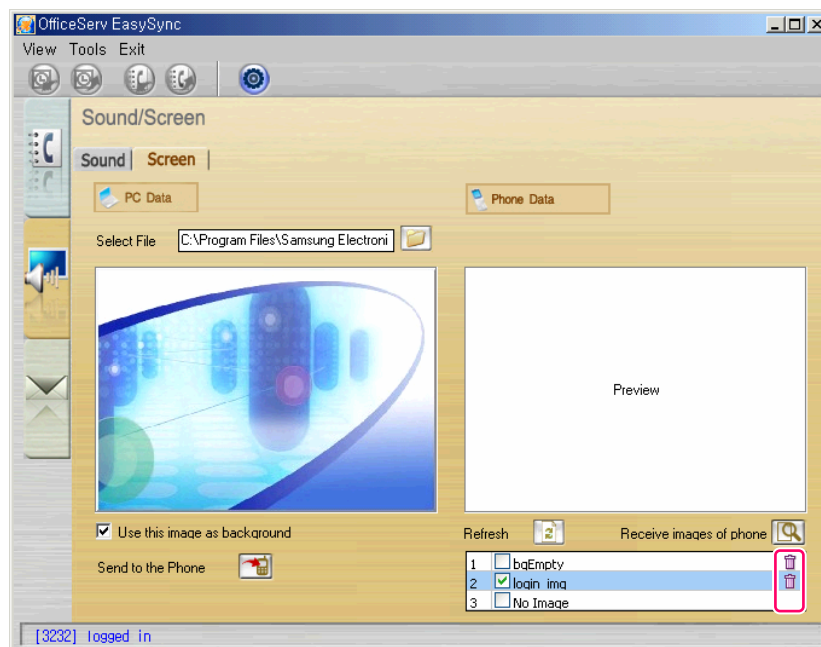 OfficeServ EasySync
View Tools Exit
Sound/Screen
Sound Screen
PC Data
Phone Data
Select File C:\Program Files\Samsung Electroni
Preview
Use this image as background
Refresh Receive images of phone
Send to the Phone
1 bgEmpty
2 login_img
3 No Image
[3232] logged in